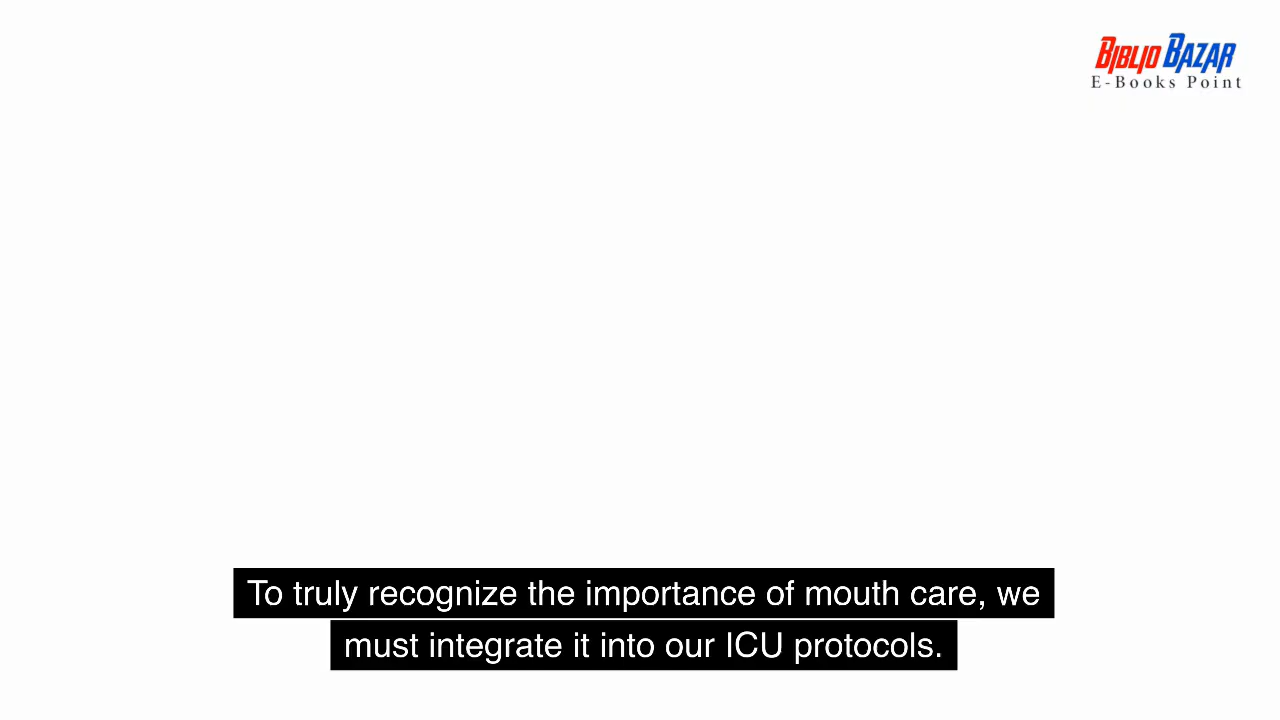 BIBLIO BAZAR
E-Books Point
To truly recognize the importance of mouth care, we
must integrate it into our ICU protocols.